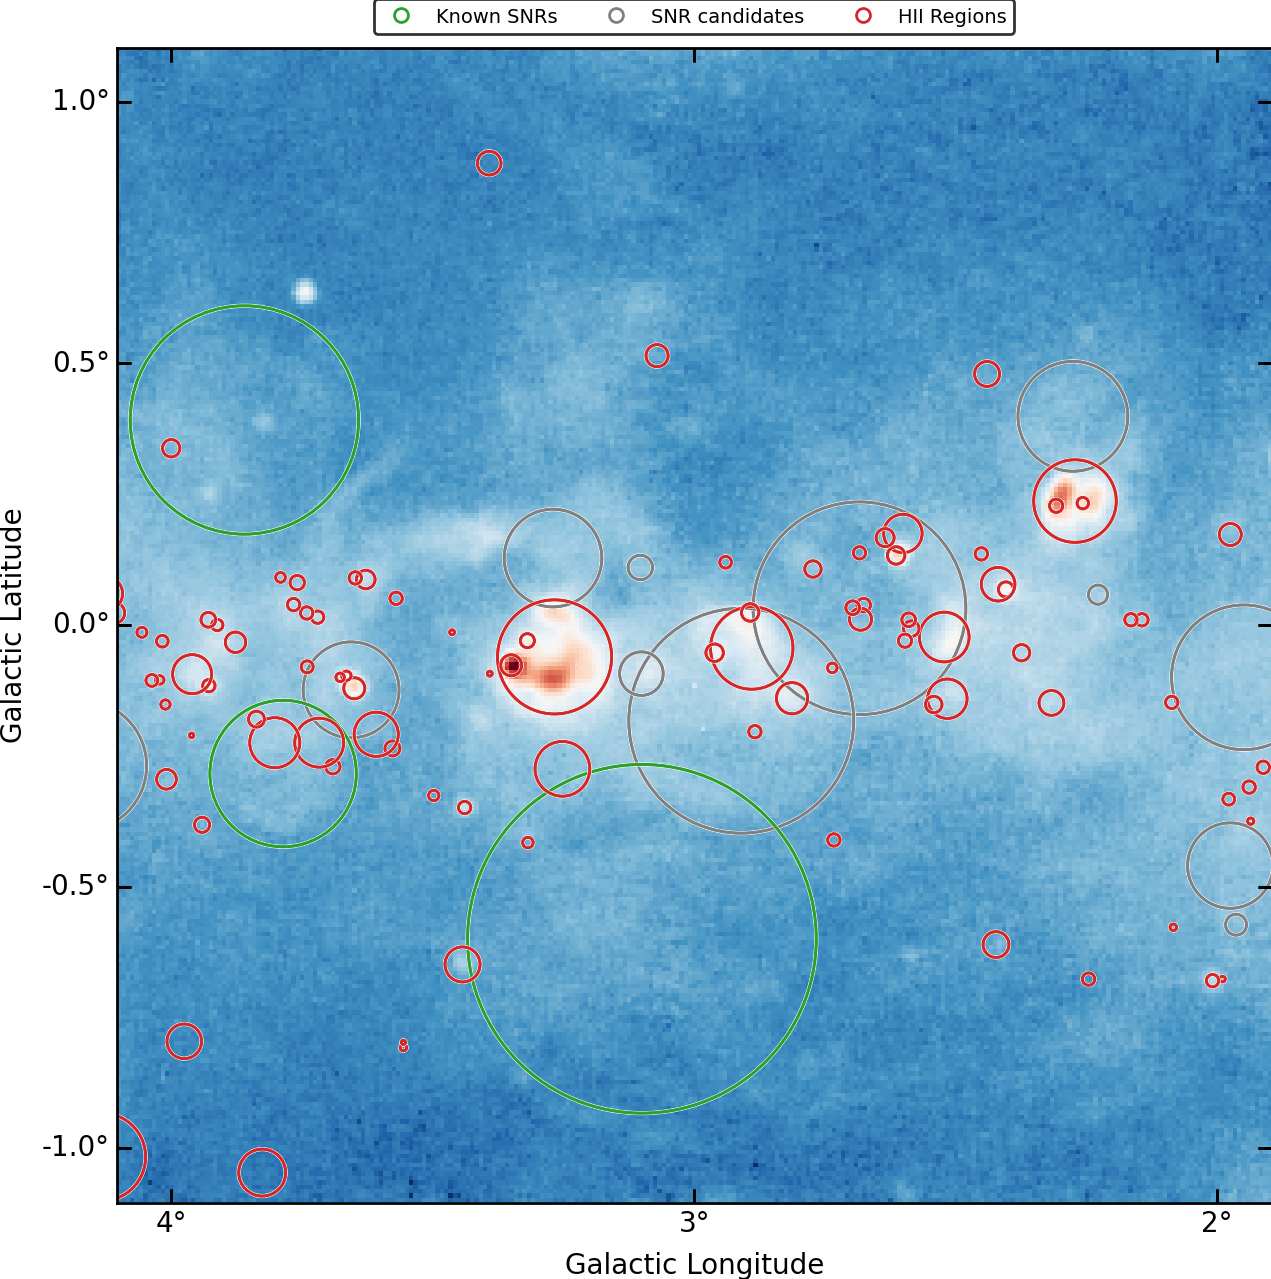 Known SNRs SNR candidates HII Regions
1.0°
0.5°
0.0°
-0.5°
-1.0°
Galactic Latitude
4° 3° 2°
Galactic Longitude